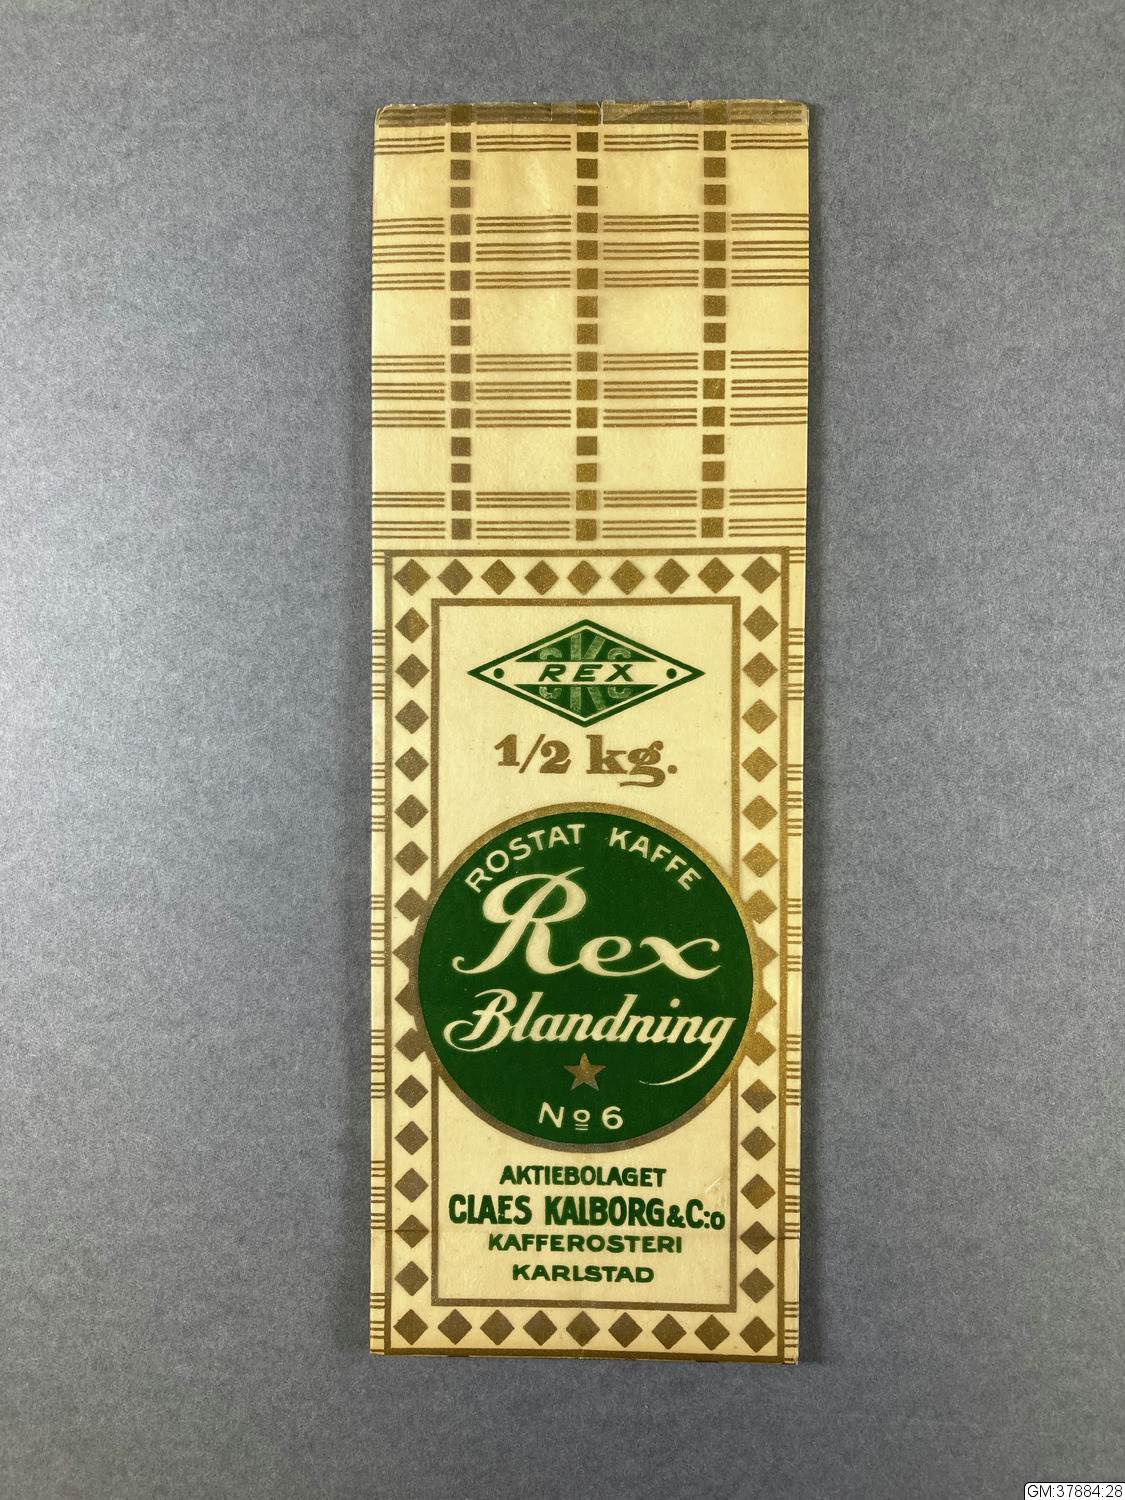 CKC
REX
1/2 kg.
ROSTAT KAFFE
Rex
Blandning
No 6
AKTIEBOLAGET
CLAES KALBORG & C:o
KAFFEROSTERI
KARLSTAD
GM:37884:28